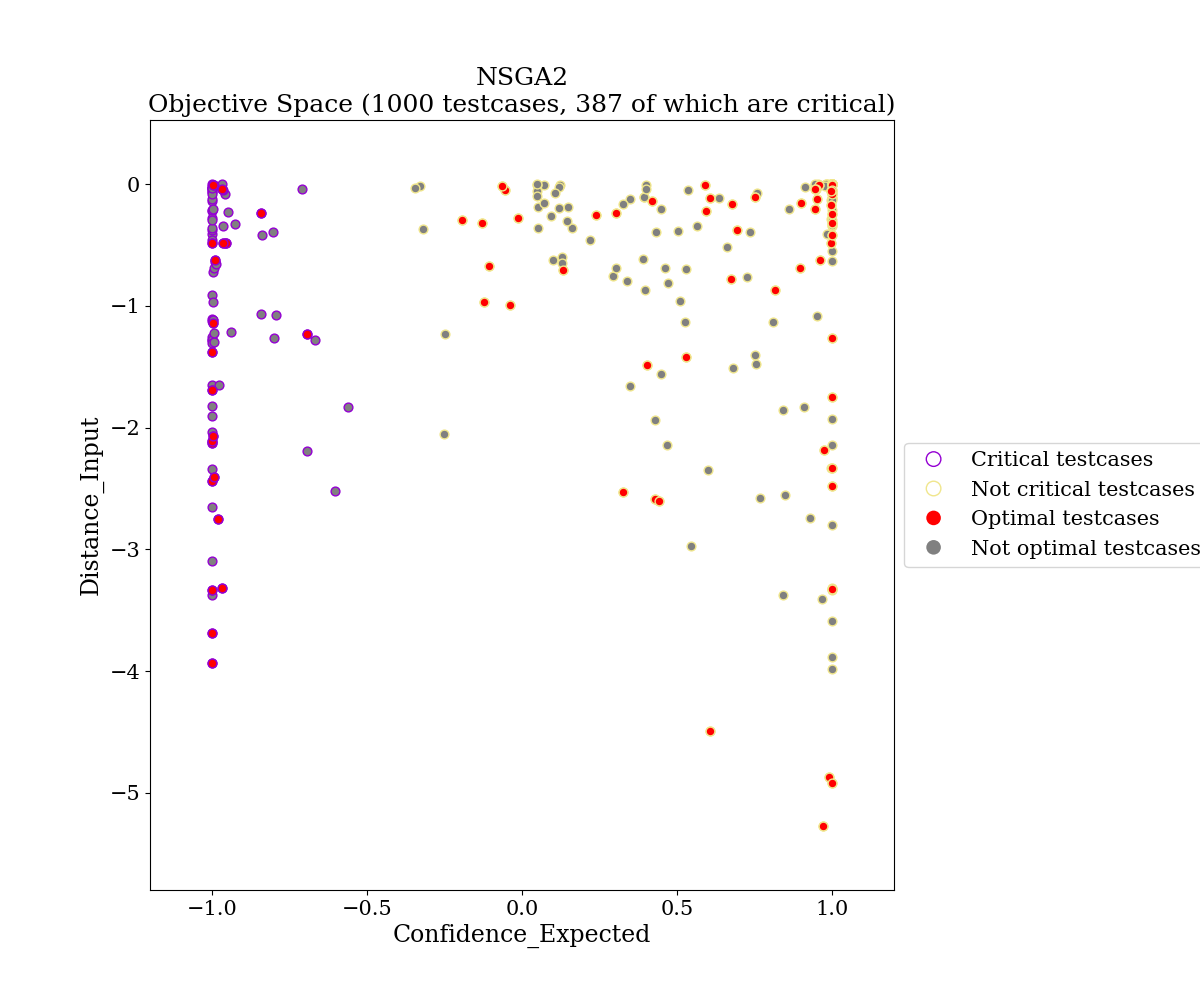 NSGA2
Objective Space (1000 testcases, 387 of which are critical)
0
−1
−2
−3
−4
−5
Distance_Input
−1.0
−0.5
0.0
0.5
1.0
Confidence_Expected
Critical testcases
Not critical testcases
Optimal testcases
Not optimal testcases